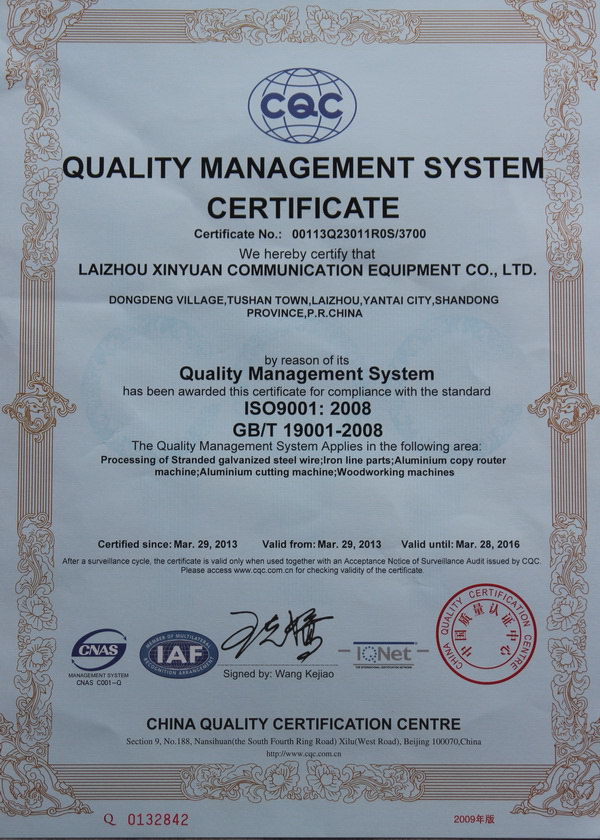 CQC
QUALITY MANAGEMENT SYSTEM
CERTIFICATE
Certificate No.: 00113Q23011R0S/3700
We hereby certify that
LAIZHOU XINYUAN COMMUNICATION EQUIPMENT CO., LTD.
DONGDENG VILLAGE,TUSHAN TOWN,LAIZHOU,YANTAI CITY,SHANDONG
PROVINCE,P.R.CHINA
by reason of its
Quality Management System
has been awarded this certificate for compliance with the standard
ISO9001: 2008
GB/T 19001-2008
The Quality Management System Applies in the following area:
Processing of Stranded galvanized steel wire;Iron line parts;Aluminium copy router
machine;Aluminium cutting machine;Woodworking machines
Certified since: Mar. 29, 2013 Valid from: Mar. 29, 2013 Valid until: Mar. 28, 2016
After a surveillance cycle, the certificate is valid only when used together with an Acceptance Notice of Surveillance Audit issued by CQC.
Please access www.cqc.com.cn for checking validity of the certificate.
CNAS
MANAGEMENT SYSTEM
CNAS C001-Q
MEMBER OF MULTILATERAL
IAF
RECOGNITION ARRANGEMENT
Signed by: Wang Kejiao
IQNet
THE INTERNATIONAL CERTIFICATION NETWORK
CHINA QUALITY CERTIFICATION CENTRE
中国质量认证中心
CHINA QUALITY CERTIFICATION CENTRE
Section 9, No.188, Nansihuan(the South Fourth Ring Road) Xilu(West Road), Beijing 100070,China
http://www.cqc.com.cn
Q 0132842
2009年版